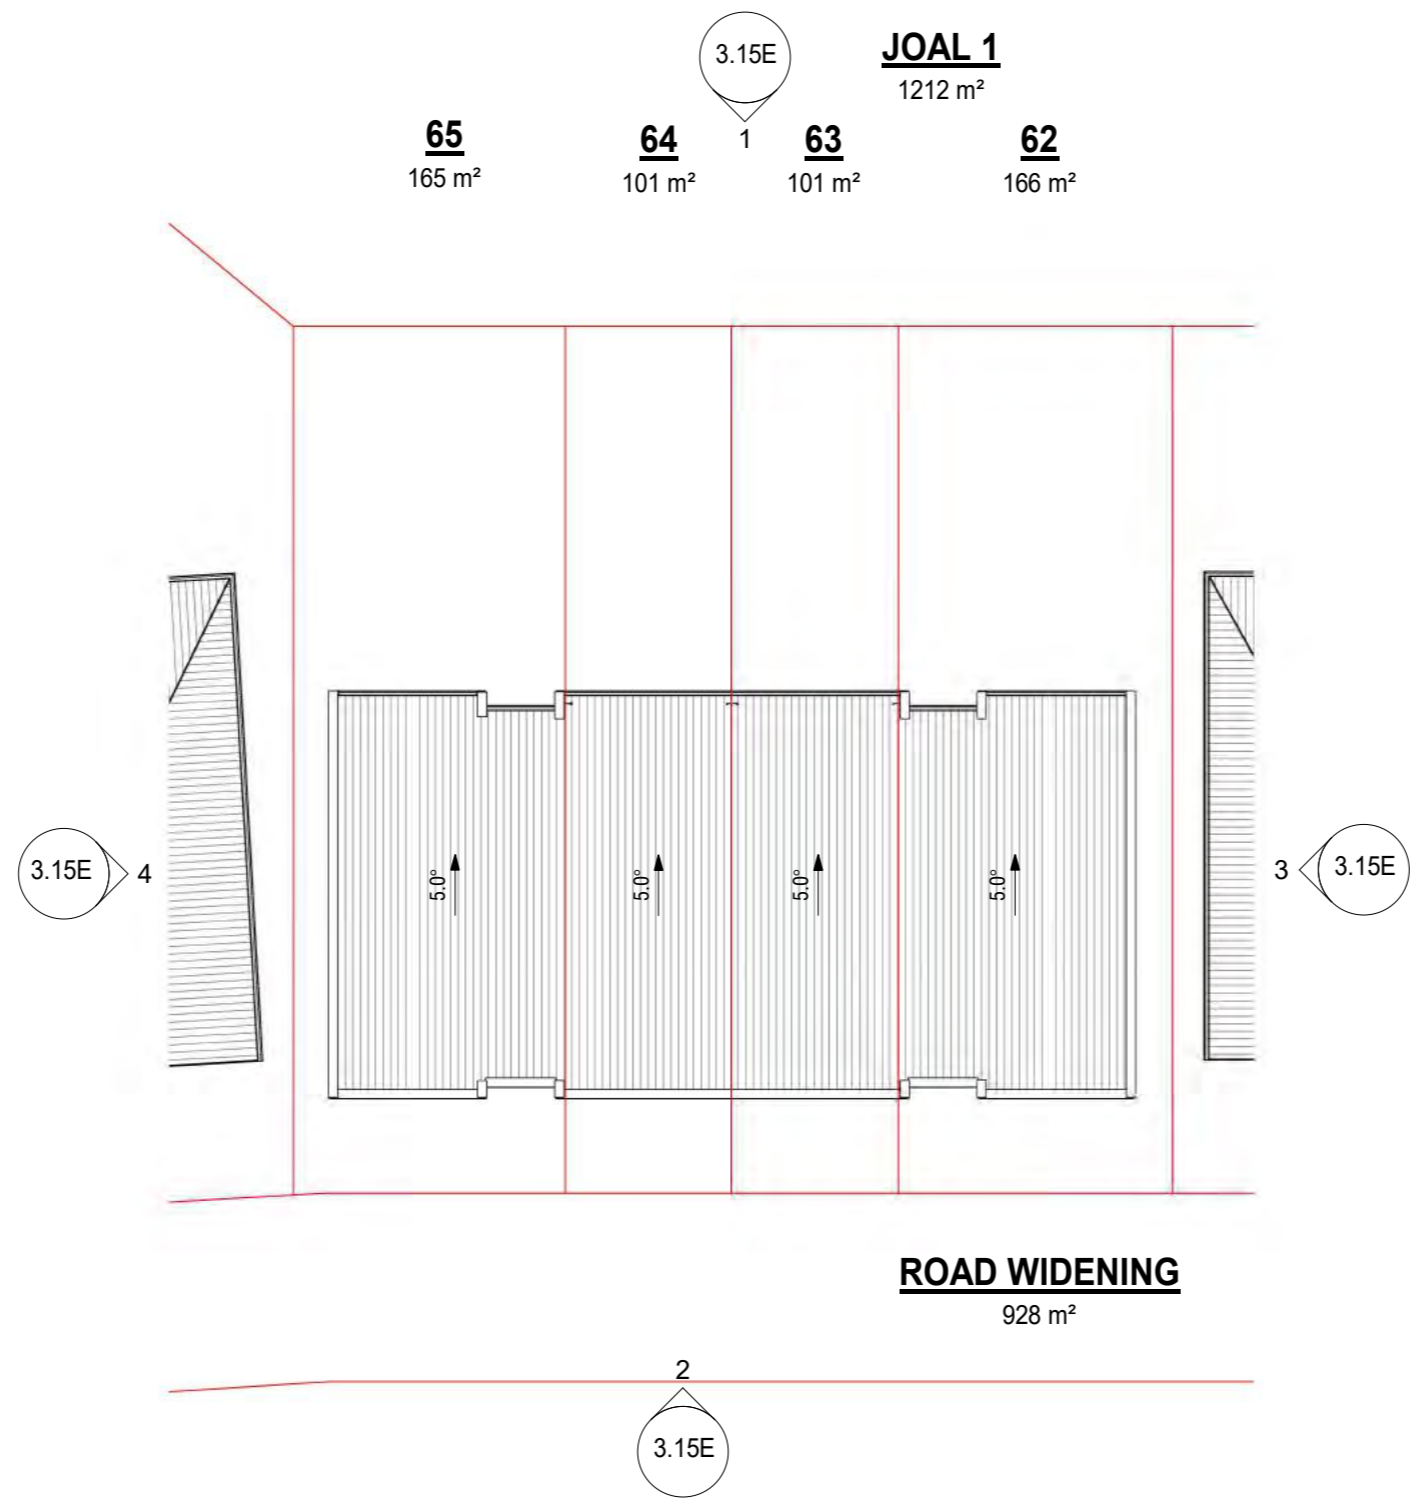 3.15E
1
JOAL 1
1212 m²
65
165 m²
64
101 m²
63
101 m²
62
166 m²
5.0°
5.0°
5.0°
5.0°
3.15E
4
3
3.15E
ROAD WIDENING
928 m²
2
3.15E